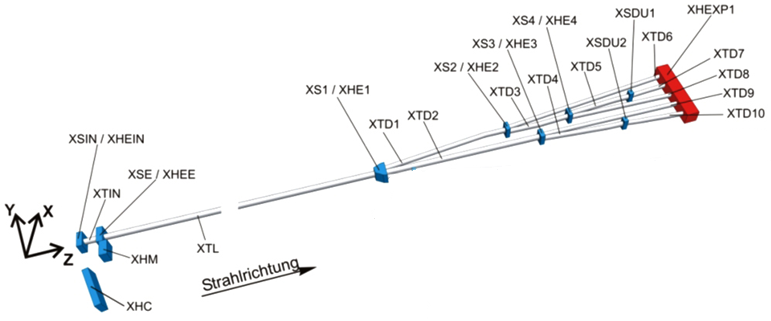 XHEXP1
XSDU1
XS4 / XHE4
XTD6
XS3 / XHE3
XSDU2
XTD7
XS2 / XHE2
XTD5
XTD8
XTD4
XS1 / XHE1
XTD3
XTD9
XTD10
XTD2
XTD1
XSIN / XHEIN
XSE / XHEE
XTIN
Y
X
Z
XTL
XHM
Strahlrichtung
XHC